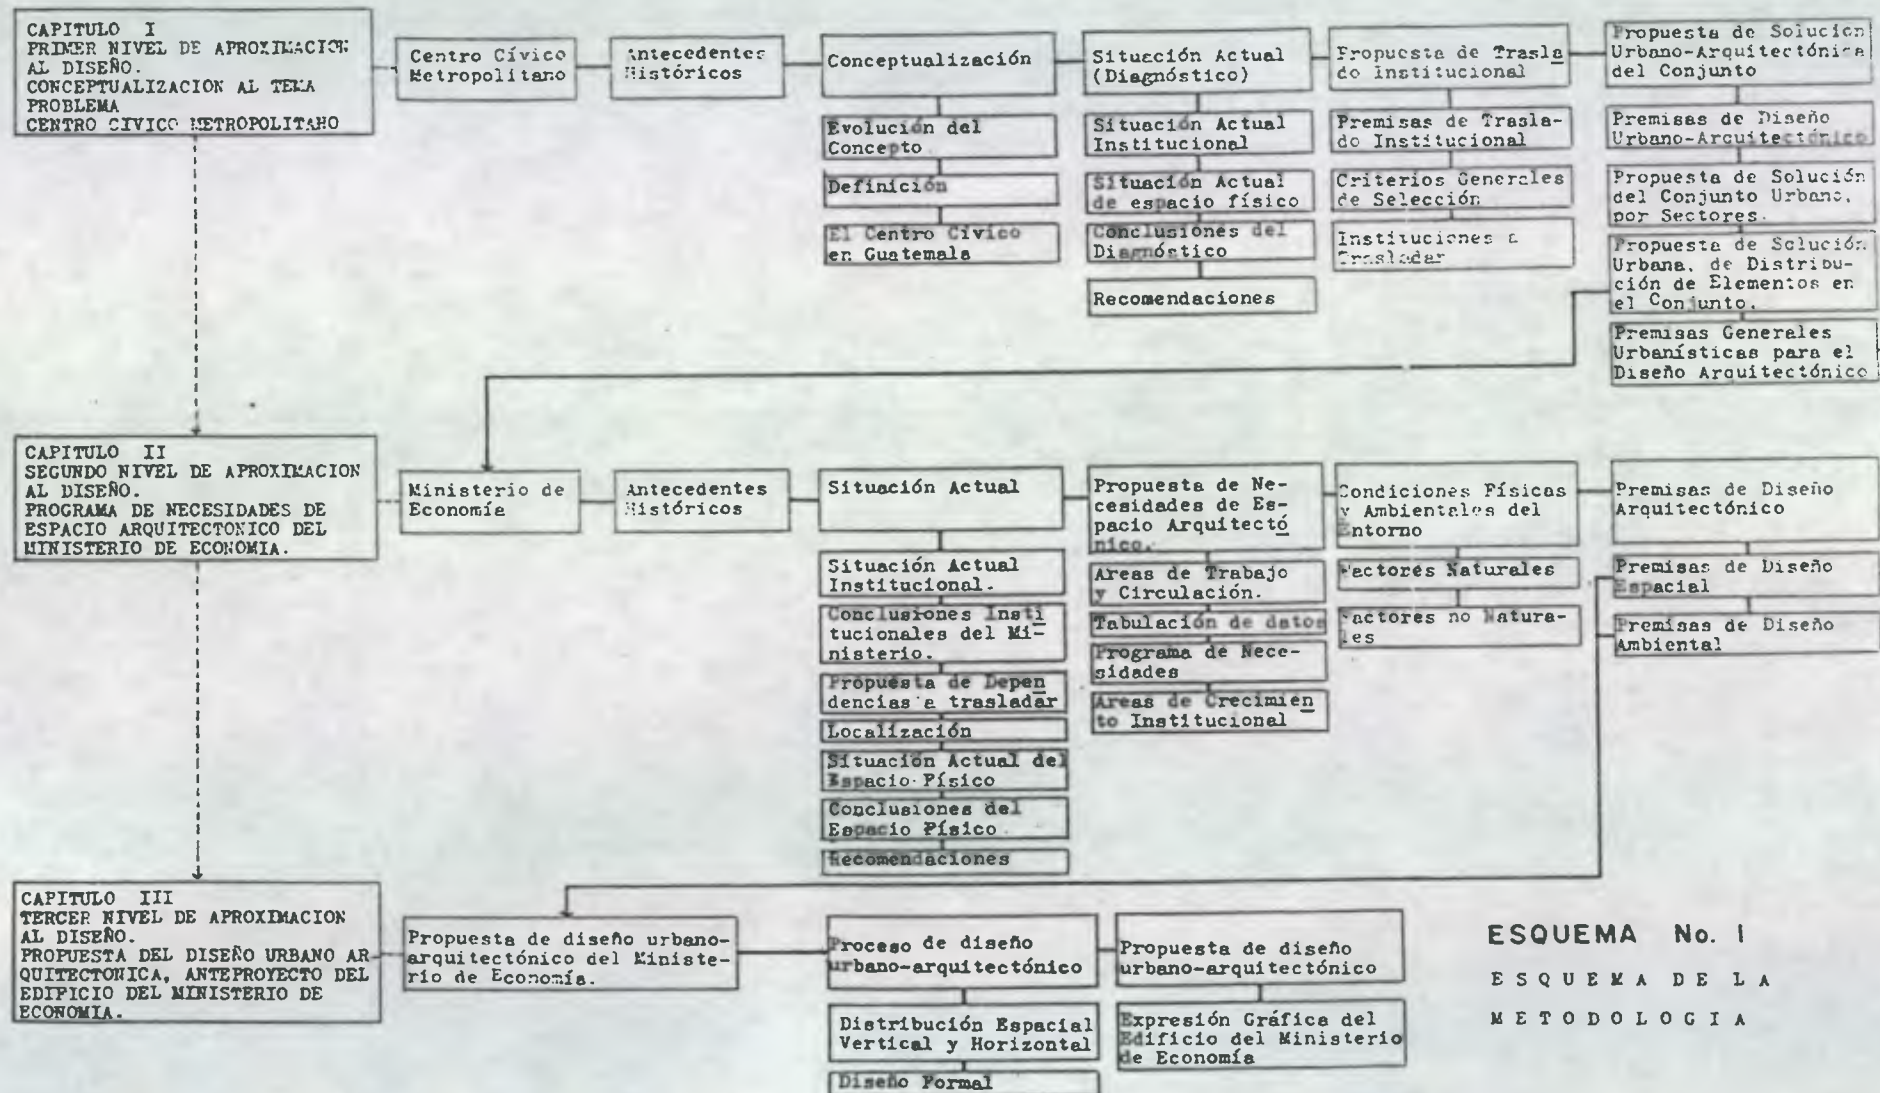 CAPITULO I
PRIMER NIVEL DE APROXIMACION
AL DISEÑO.
CONCEPTUALIZACION AL TEMA
PROBLEMA
CENTRO CIVICO METROPOLITANO
Centro Cívico
Metropolitano
Antecedentes
Históricos
Conceptualización
Evolución del
Concepto
Definición
El Centro Cívico
en Guatemala
Situación Actual
(Diagnóstico)
Situación Actual
Institucional
Situación Actual
de espacio físico
Conclusiones del
Diagnóstico
Recomendaciones
Propuesta de Trasla
do Institucional
Premisas de Trasla-
do Institucional
Criterios Generales
de Selección
Instituciones a
Trasladar
Propuesta de Solución
Urbano-Arquitectónica
del Conjunto
Premisas de Diseño
Urbano-Arquitectónico
Propuesta de Solución
del Conjunto Urbano,
por Sectores.
Propuesta de Solución
Urbana, de Distribu-
ción de Elementos en
el Conjunto.
Premisas Generales
Urbanísticas para el
Diseño Arquitectónico
CAPITULO II
SEGUNDO NIVEL DE APROXIMACION
AL DISEÑO.
PROGRAMA DE NECESIDADES DE
ESPACIO ARQUITECTONICO DEL
MINISTERIO DE ECONOMIA.
Ministerio de
Economía
Antecedentes
Históricos
Situación Actual
Situación Actual
Institucional.
Conclusiones Insti
tucionales del Mi-
nisterio.
Propuesta de Depen
dencias a trasladar
Localización
Situación Actual del
Espacio Físico
Conclusiones del
Espacio Físico
Recomendaciones
Propuesta de Ne-
cesidades de Es-
pacio Arquitectó
nico.
Areas de Trabajo
y Circulación.
Tabulación de datos
Programa de Nece-
sidades
Areas de Crecimien
to Institucional
Condiciones Físicas
y Ambientales del
Entorno
Factores Naturales
Factores no Natura-
les
Premisas de Diseño
Arquitectónico
Premisas de Diseño
Espacial
Premisas de Diseño
Ambiental
CAPITULO III
TERCER NIVEL DE APROXIMACION
AL DISEÑO.
PROPUESTA DEL DISEÑO URBANO AR
QUITECTONICA, ANTEPROYECTO DEL
EDIFICIO DEL MINISTERIO DE
ECONOMIA.
Propuesta de diseño urbano-
arquitectónico del Ministe-
rio de Economía.
Proceso de diseño
urbano-arquitectónico
Distribución Espacial
Vertical y Horizontal
Diseño Formal
Propuesta de diseño
urbano-arquitectónico
Expresión Gráfica del
Edificio del Ministerio
de Economía
ESQUEMA No. I
ESQUEMA DE LA
METODOLOGIA